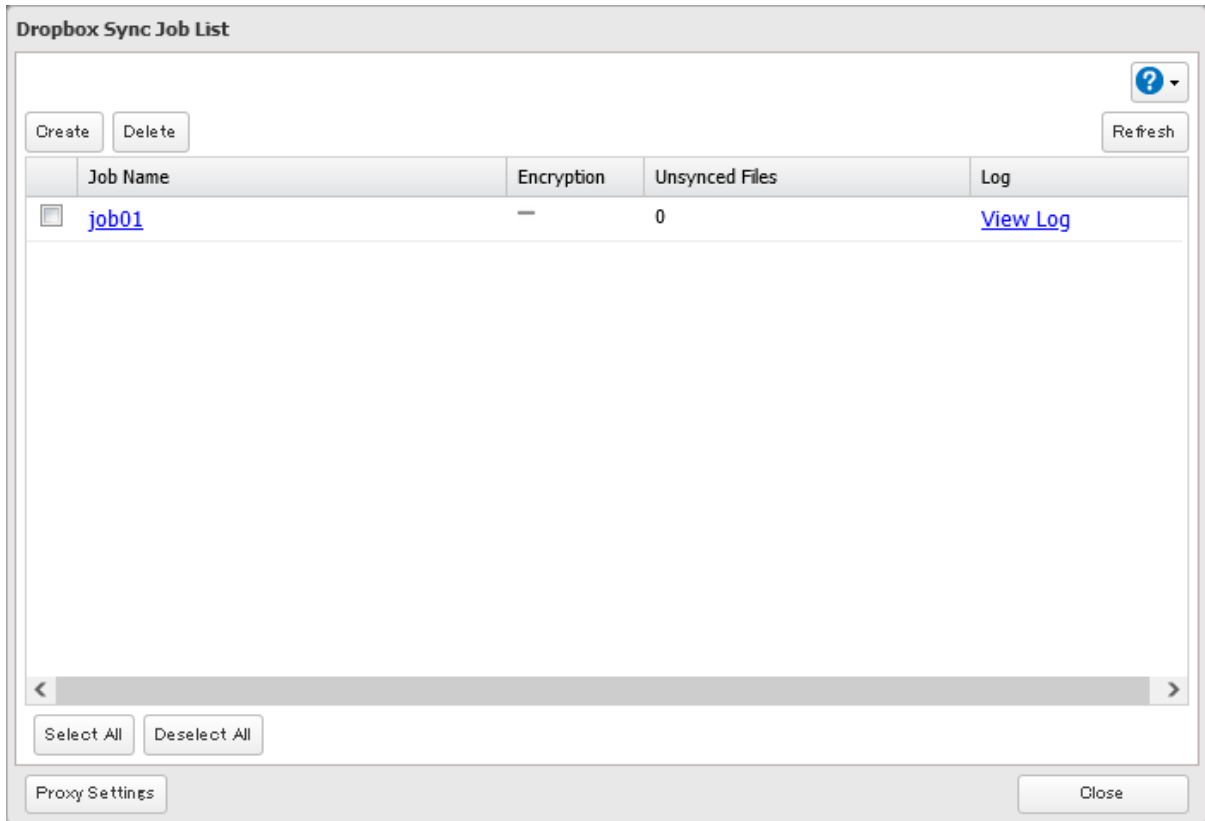 Dropbox Sync Job List
?
Create Delete Refresh
Job Name Encryption Unsynced Files Log
job01 — 0 View Log
Select All Deselect All
Proxy Settings Close